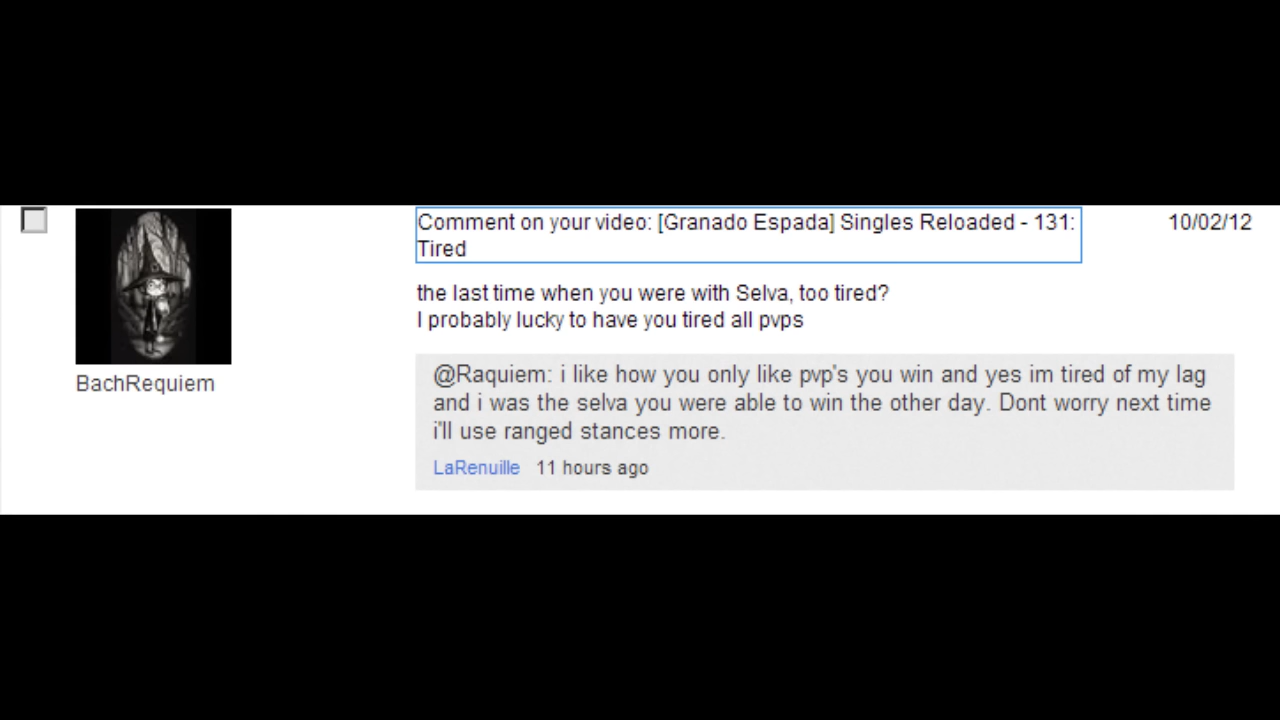 Comment on your video: [Granado Espada] Singles Reloaded - 131:
Tired
10/02/12
the last time when you were with Selva, too tired?
I probably lucky to have you tired all pvps
BachRequiem
@Raquiem: i like how you only like pvp's you win and yes im tired of my lag
and i was the selva you were able to win the other day. Dont worry next time
i'll use ranged stances more.
LaRenuille 11 hours ago